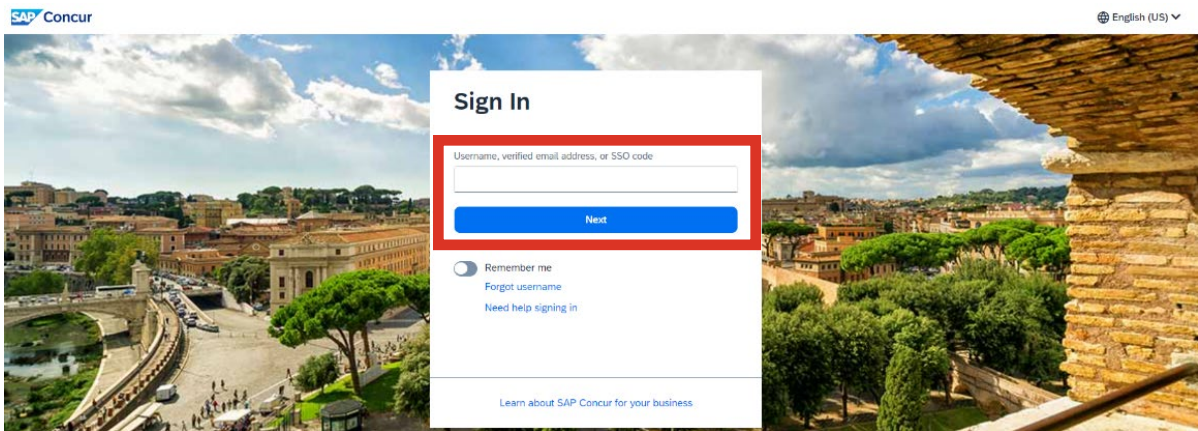 SAP Concur
English (US)
Sign In
Username, verified email address, or SSO code
Next
Remember me
Forgot username
Need help signing in
Learn about SAP Concur for your business